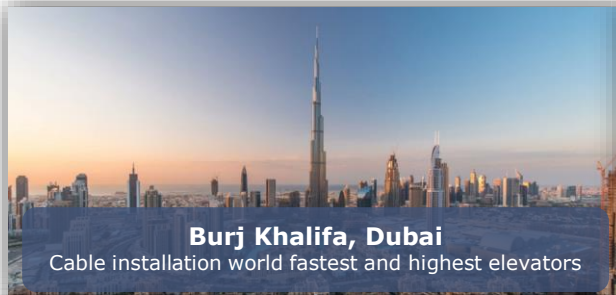 Burj Khalifa, Dubai
Cable installation world fastest and highest elevators